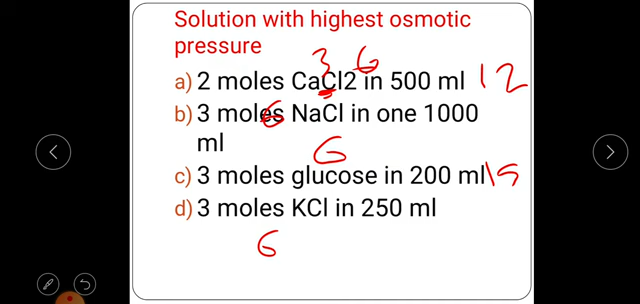 Solution with highest osmotic
pressure
3 6
a) 2 moles CaCl2 in 500 ml 12
b) 3 moles NaCl in one 1000
6
ml
6
c) 3 moles glucose in 200 ml 15
d) 3 moles KCl in 250 ml
6